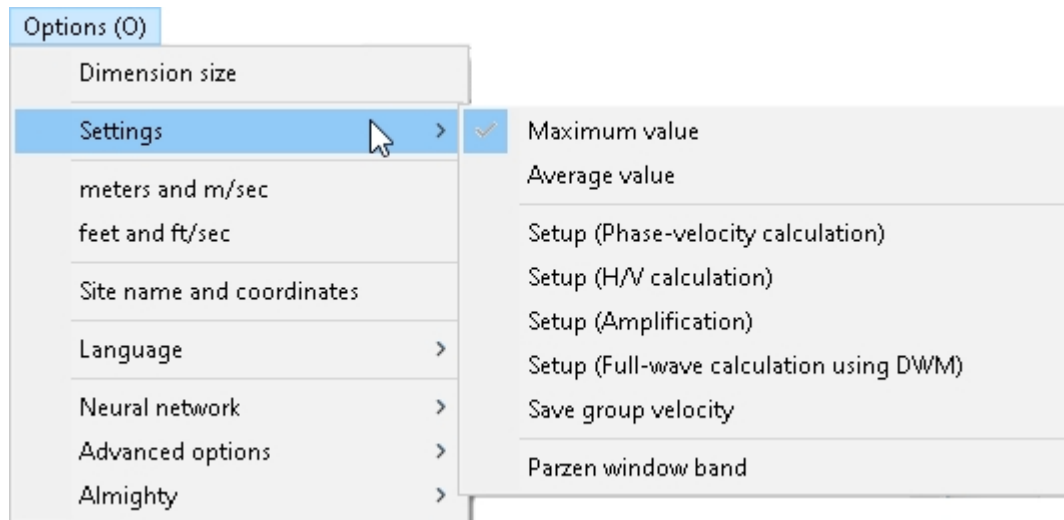 Options (O)
Dimension size
Settings
meters and m/sec
feet and ft/sec
Site name and coordinates
Language
Neural network
Advanced options
Almighty
Maximum value
Average value
Setup (Phase-velocity calculation)
Setup (H/V calculation)
Setup (Amplification)
Setup (Full-wave calculation using DWM)
Save group velocity
Parzen window band